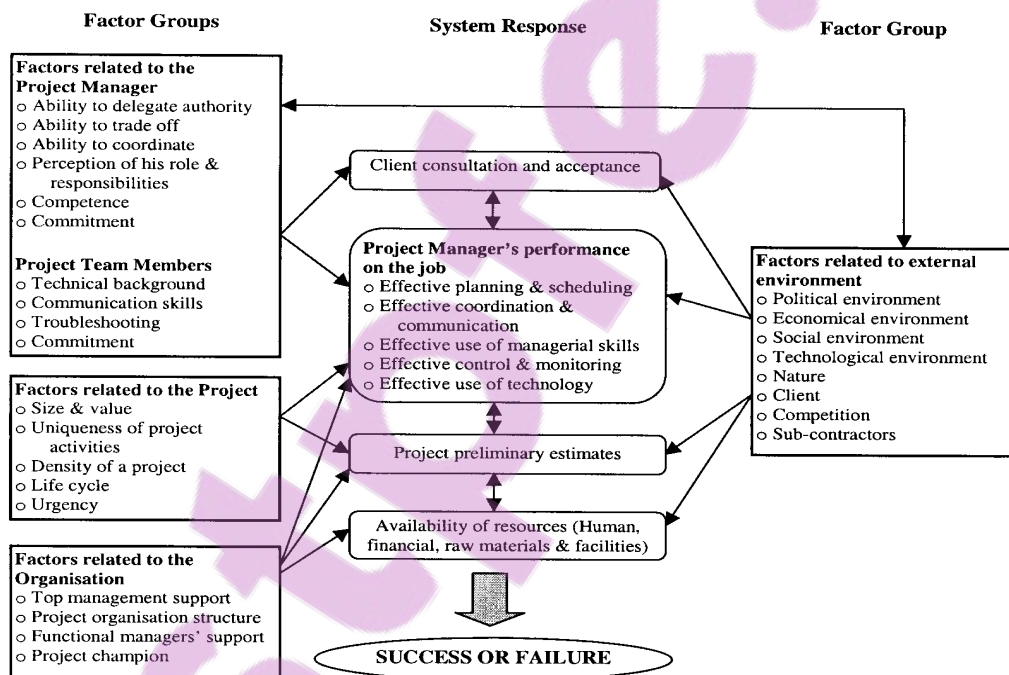 Factor Groups
System Response
Factor Group
Factors related to the
Project Manager
o Ability to delegate authority
o Ability to trade off
o Ability to coordinate
o Perception of his role &
responsibilities
o Competence
o Commitment
Project Team Members
o Technical background
o Communication skills
o Troubleshooting
o Commitment
Factors related to the Project
o Size & value
o Uniqueness of project
activities
o Density of a project
o Life cycle
o Urgency
Factors related to the
Organisation
o Top management support
o Project organisation structure
o Functional managers' support
o Project champion
Client consultation and acceptance
Project Manager's performance
on the job
o Effective planning & scheduling
o Effective coordination &
communication
o Effective use of managerial skills
o Effective control & monitoring
o Effective use of technology
Project preliminary estimates
Availability of resources (Human,
financial, raw materials & facilities)
SUCCESS OR FAILURE
Factors related to external
environment
o Political environment
o Economical environment
o Social environment
o Technological environment
o Nature
o Client
o Competition
o Sub-contractors